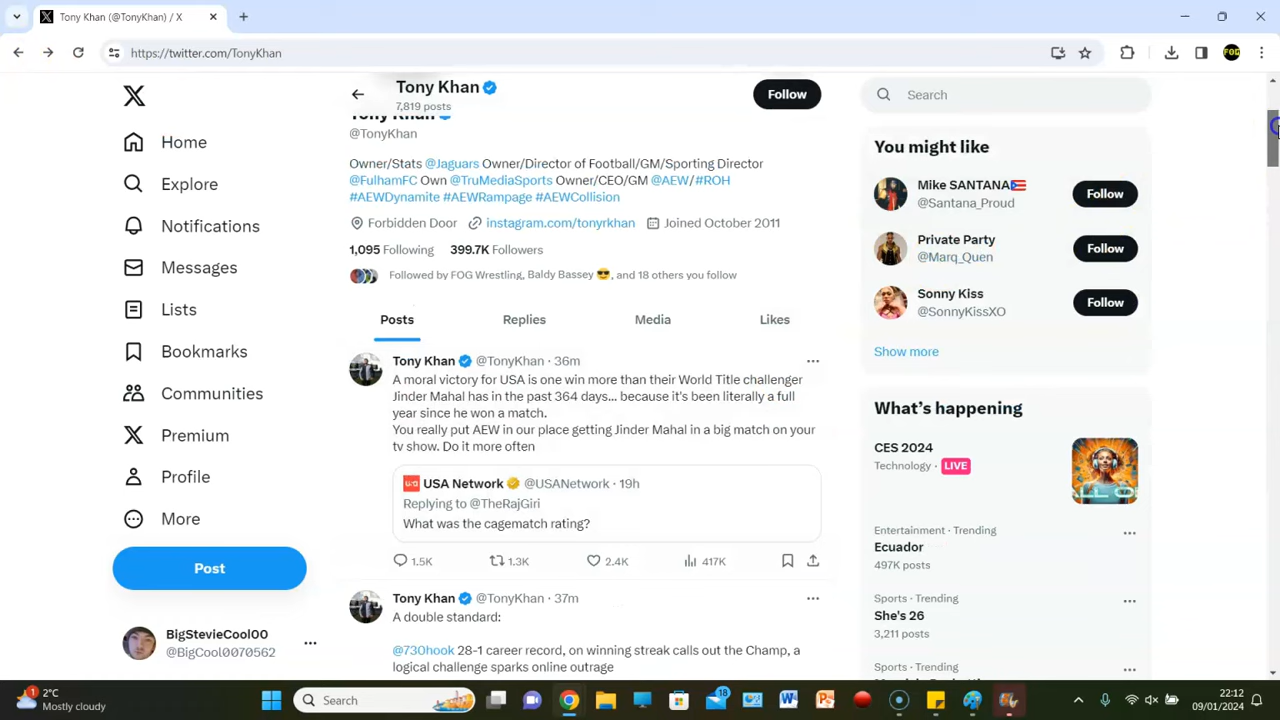 Tony Khan (@TonyKhan) / X
https://twitter.com/TonyKhan
FOG
Home
Explore
Notifications
Messages
Lists
Bookmarks
Communities
Premium
Profile
More
Post
BigStevieCool00
@BigCool0070562
Tony Khan
7,819 posts
Follow
Tony Khan
@TonyKhan
Owner/Stats @Jaguars Owner/Director of Football/GM/Sporting Director
@FulhamFC Own @TruMediaSports Owner/CEO/GM @AEW/#ROH
#AEWDynamite #AEWRampage #AEWCollision
Forbidden Door instagram.com/tonyrkhan Joined October 2011
1,095 Following 399.7K Followers
Followed by FOG Wrestling, Baldy Bassey 😎, and 18 others you follow
Posts Replies Media Likes
Tony Khan @TonyKhan · 36m
A moral victory for USA is one win more than their World Title challenger
Jinder Mahal has in the past 364 days... because it's been literally a full
year since he won a match.
You really put AEW in our place getting Jinder Mahal in a big match on your
tv show. Do it more often
USA Network @USANetwork · 19h
Replying to @TheRajGiri
What was the cagematch rating?
1.5K 1.3K 2.4K 417K
Tony Khan @TonyKhan · 37m
A double standard:
@730hook 28-1 career record, on winning streak calls out the Champ, a
logical challenge sparks online outrage
Search
You might like
Mike SANTANA🇵🇷
@Santana_Proud
Follow
Private Party
@Marq_Quen
Follow
Sonny Kiss
@SonnyKissXO
Follow
Show more
What's happening
CES 2024
Technology · LIVE
Entertainment · Trending
Ecuador
497K posts
Sports · Trending
She's 26
3,211 posts
Sports · Trending
1
2°C
Mostly cloudy
Search
18
22:12
09/01/2024